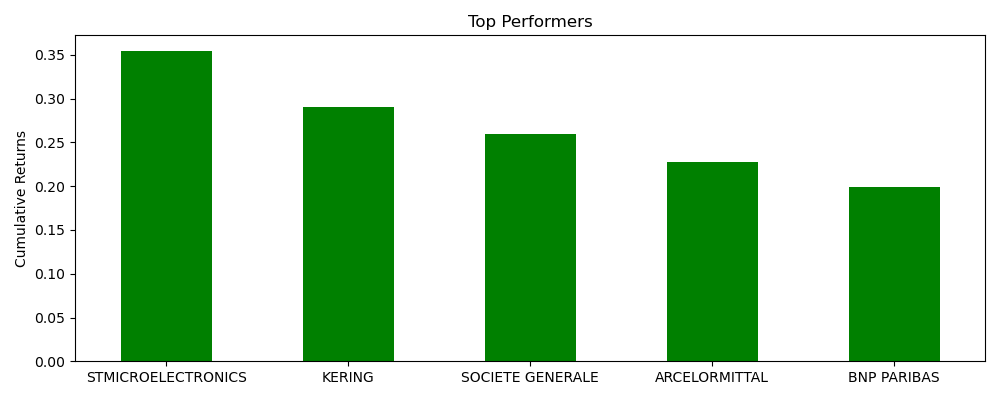 Top Performers
Cumulative Returns
0.35
0.30
0.25
0.20
0.15
0.10
0.05
0.00
STMICROELECTRONICS KERING SOCIETE GENERALE ARCELORMITTAL BNP PARIBAS